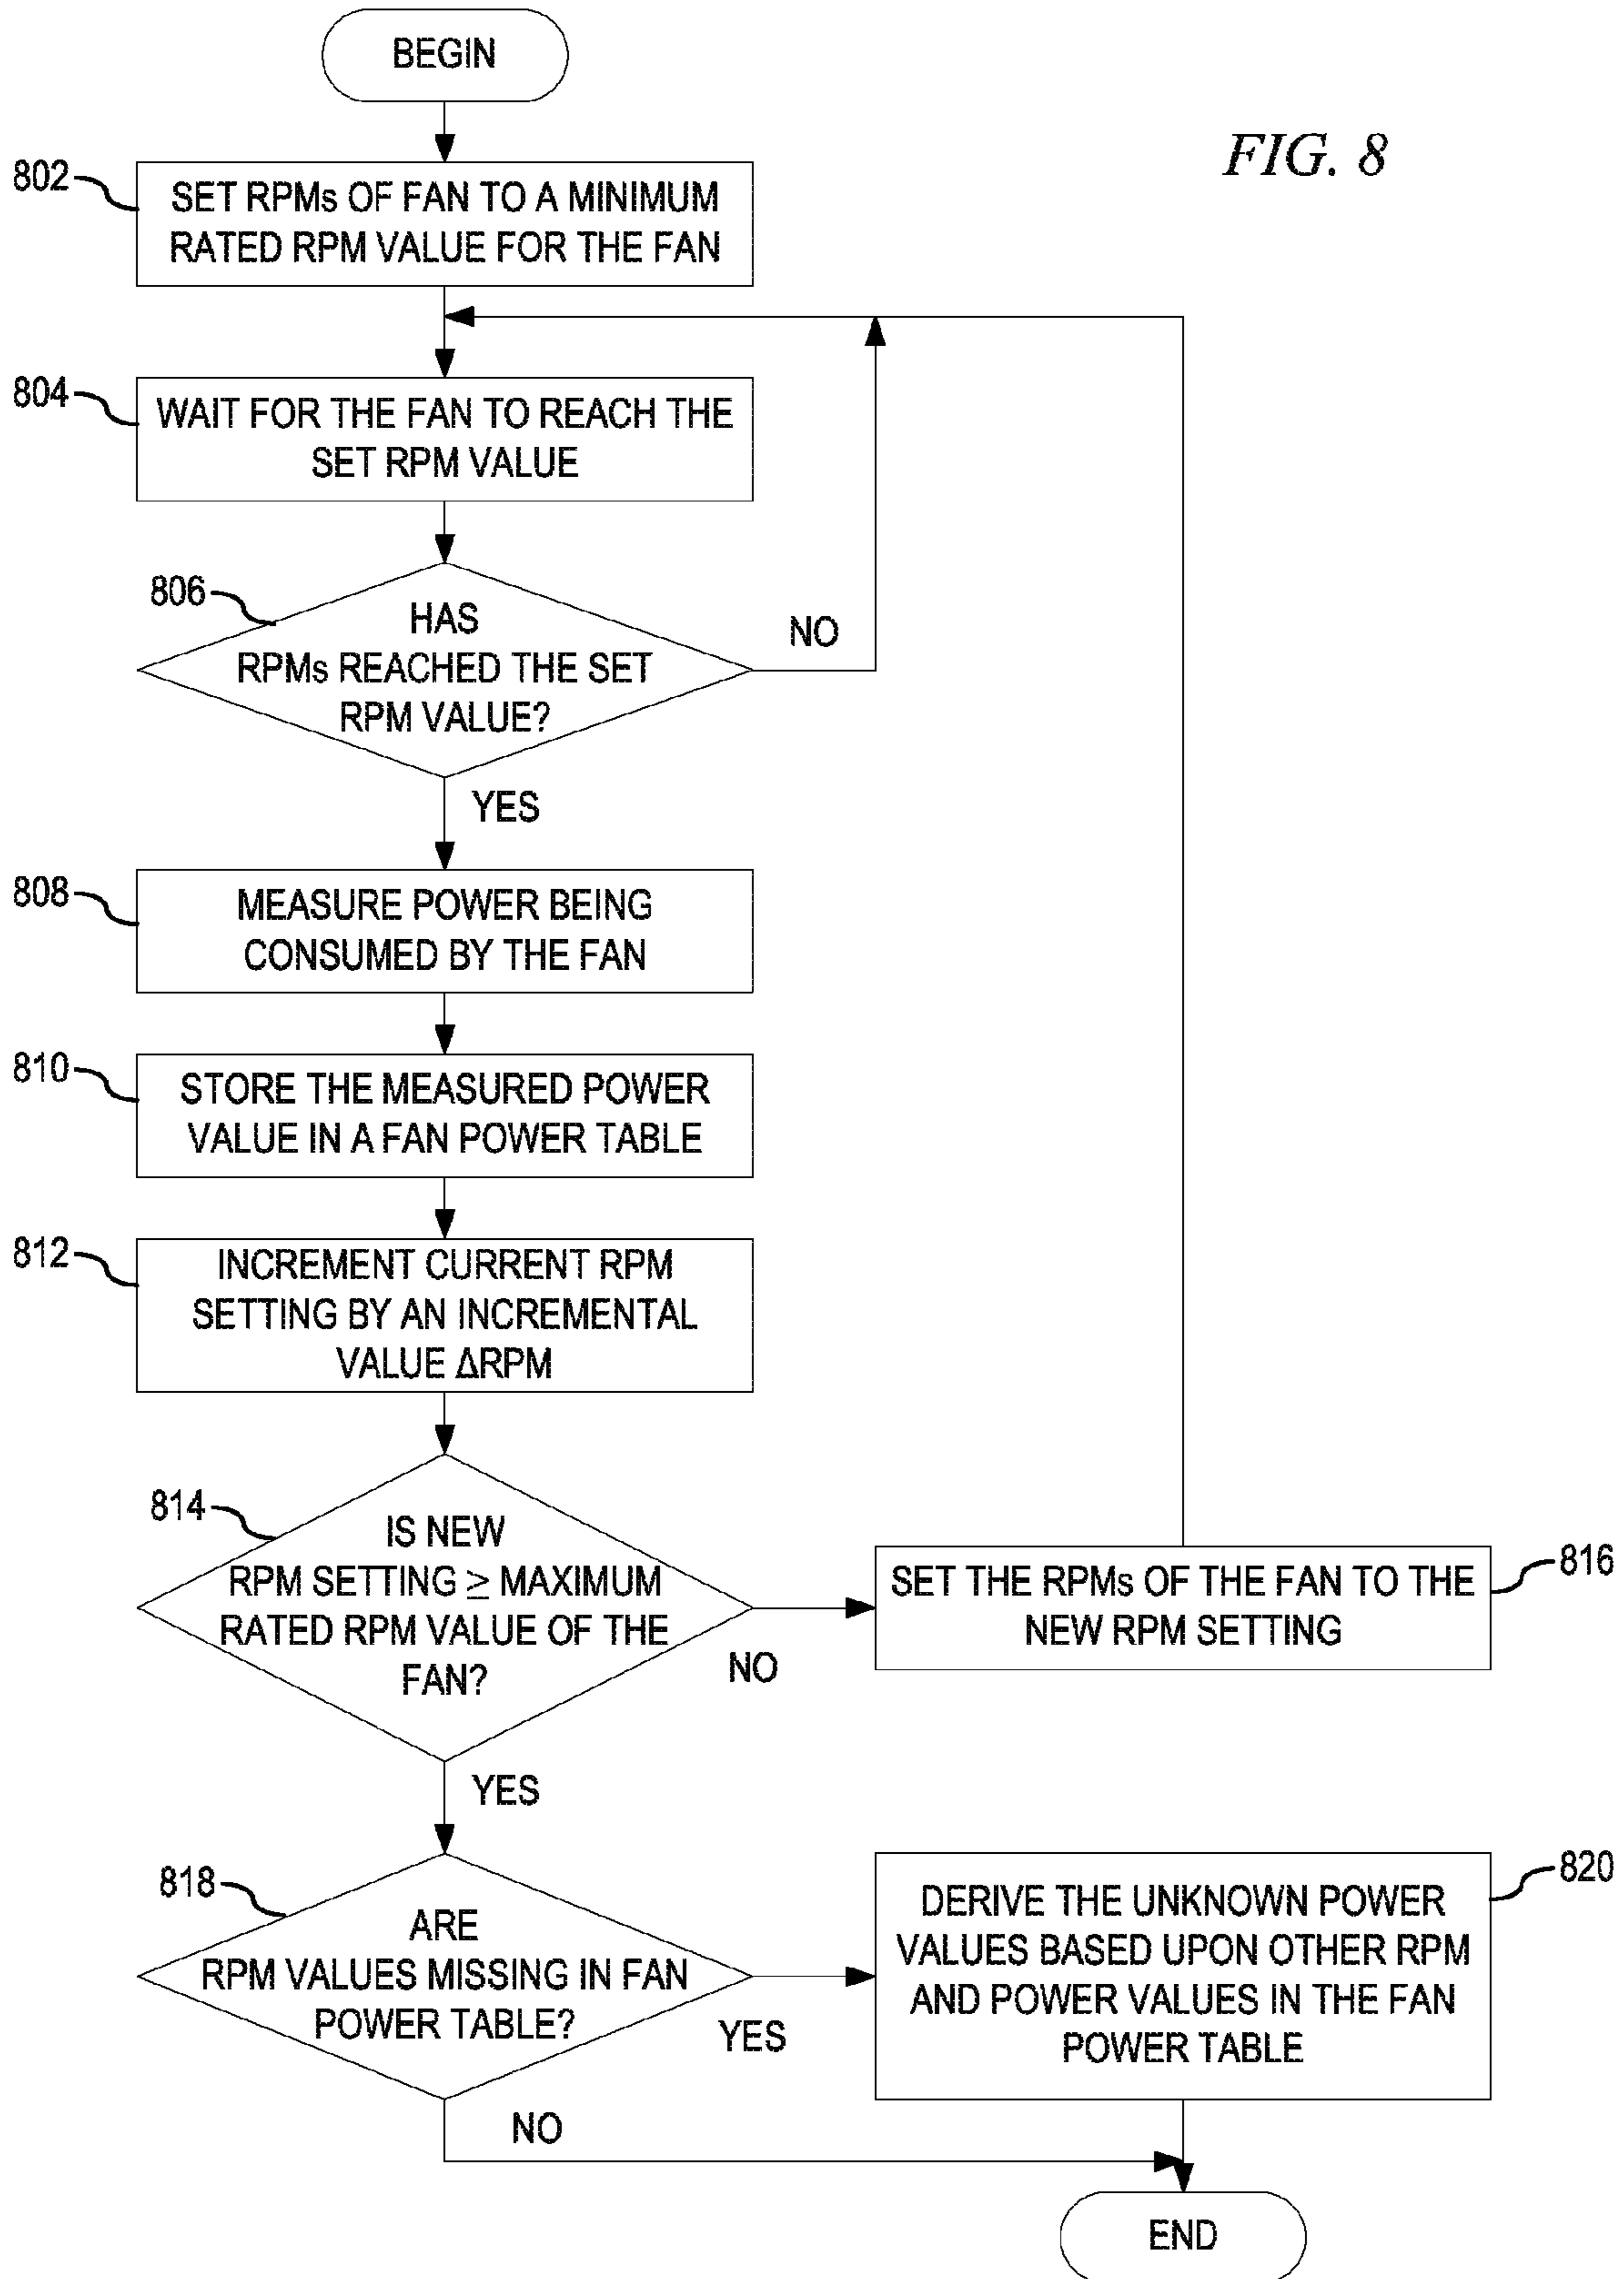 BEGIN
FIG. 8
802
SET RPMs OF FAN TO A MINIMUM
RATED RPM VALUE FOR THE FAN
804
WAIT FOR THE FAN TO REACH THE
SET RPM VALUE
806
HAS
RPMs REACHED THE SET
RPM VALUE?
NO
YES
808
MEASURE POWER BEING
CONSUMED BY THE FAN
810
STORE THE MEASURED POWER
VALUE IN A FAN POWER TABLE
812
INCREMENT CURRENT RPM
SETTING BY AN INCREMENTAL
VALUE ΔRPM
814
IS NEW
RPM SETTING ≥ MAXIMUM
RATED RPM VALUE OF THE
FAN?
NO
816
SET THE RPMs OF THE FAN TO THE
NEW RPM SETTING
YES
818
ARE
RPM VALUES MISSING IN FAN
POWER TABLE?
YES
820
DERIVE THE UNKNOWN POWER
VALUES BASED UPON OTHER RPM
AND POWER VALUES IN THE FAN
POWER TABLE
NO
END